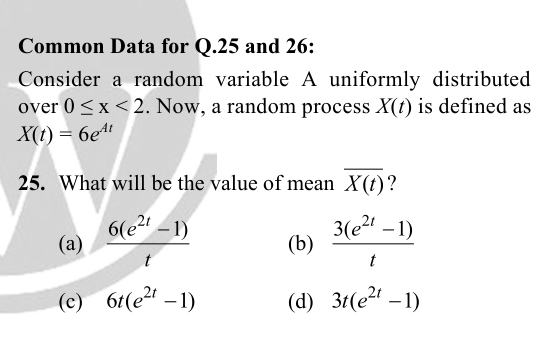 Common Data for Q.25 and 26:
Consider a random variable A uniformly distributed
over 0 ≤ x < 2. Now, a random process X(t) is defined as
X(t) = 6e^{At}
25. What will be the value of mean \overline{X(t)}?
(a) \frac{6(e^{2t} – 1)}{t} (b) \frac{3(e^{2t} – 1)}{t}
(c) 6t(e^{2t} – 1) (d) 3t(e^{2t} – 1)